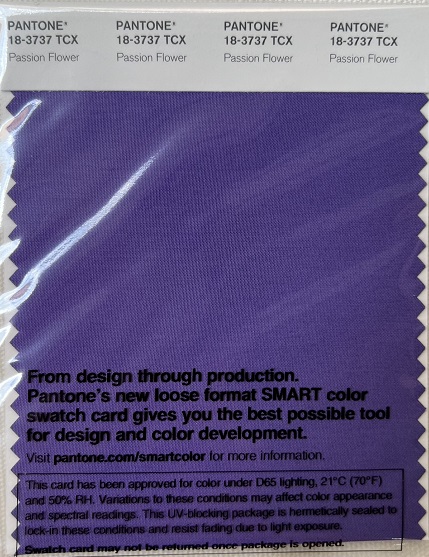 PANTONE® PANTONE® PANTONE® PANTONE®
18-3737 TCX 18-3737 TCX 18-3737 TCX 18-3737 TCX
Passion Flower Passion Flower Passion Flower Passion Flower
From design through production.
Pantone's new loose format SMART color
swatch card gives you the best possible tool
for design and color development.
Visit pantone.com/smartcolor for more information.
This card has been approved for color under D65 lighting, 21°C (70°F)
and 50% RH. Variations to these conditions may affect color appearance
and spectral readings. This UV-blocking package is hermetically sealed to
lock-in these conditions and resist fading due to light exposure.
Swatch card may not be returned once package is opened.